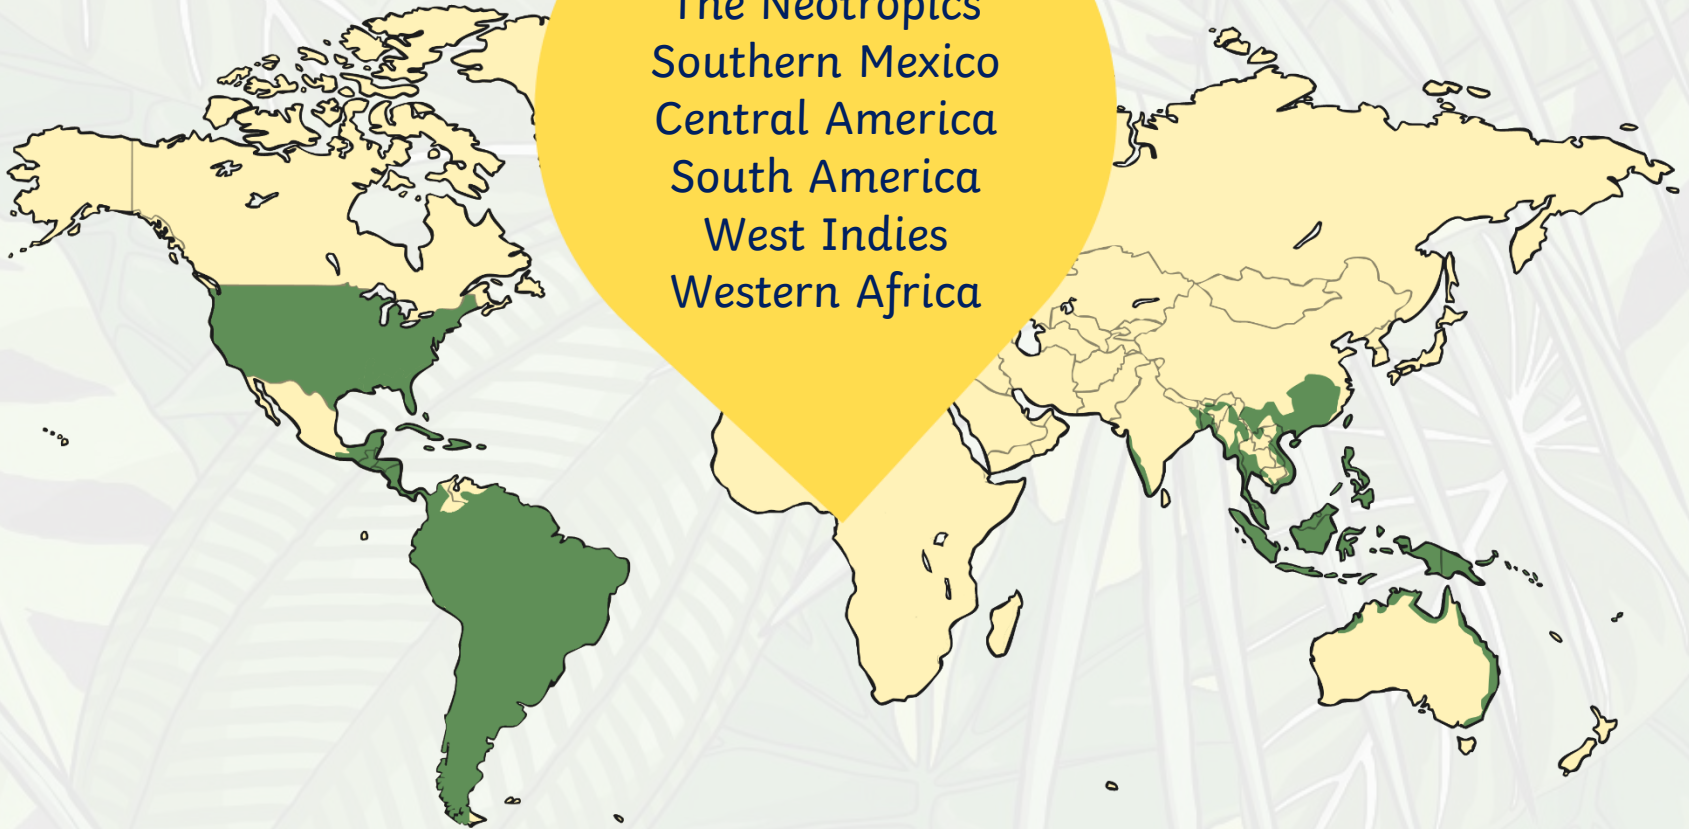 The Neotropics
Southern Mexico
Central America
South America
West Indies
Western Africa